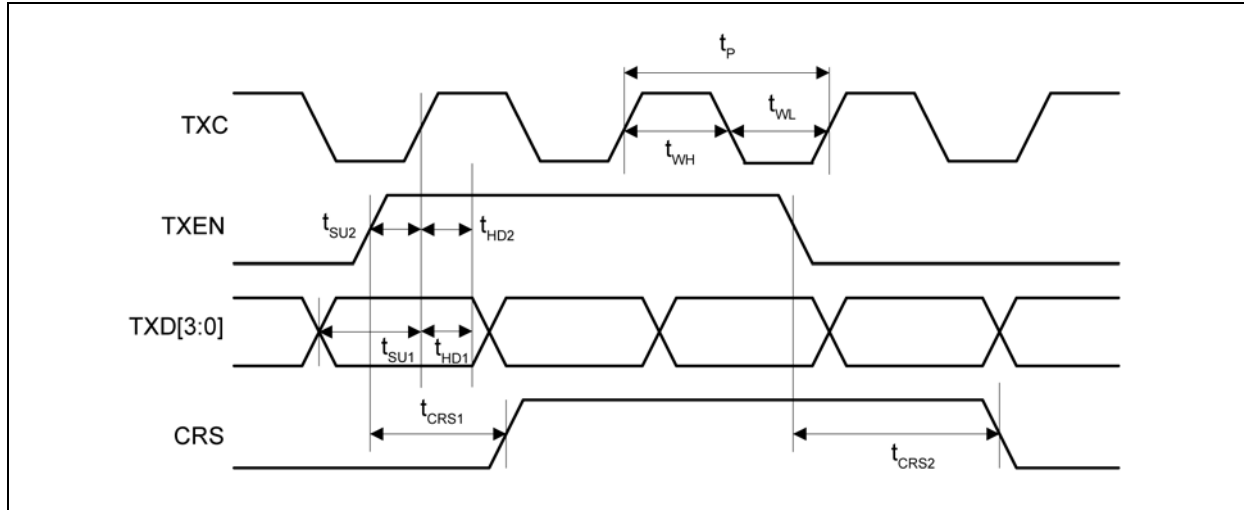 tP
TXC
tWL
tWH
TXEN
tSU2
tHD2
TXD[3:0]
tSU1
tHD1
tCRS1
CRS
tCRS2